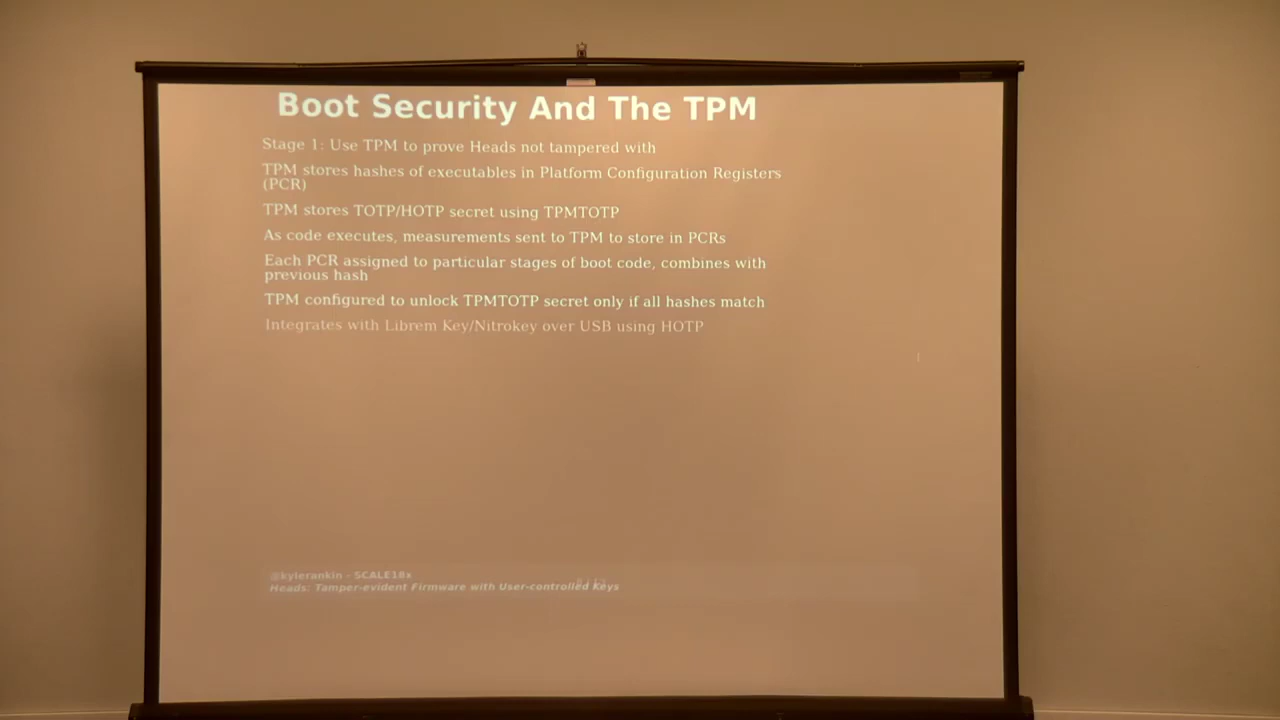 Boot Security And The TPM
Stage 1: Use TPM to prove Heads not tampered with
TPM stores hashes of executables in Platform Configuration Registers
(PCR)
TPM stores TOTP/HOTP secret using TPMTOTP
As code executes, measurements sent to TPM to store in PCRs
Each PCR assigned to particular stages of boot code, combines with
previous hash
TPM configured to unlock TPMTOTP secret only if all hashes match
Integrates with Librem Key/Nitrokey over USB using HOTP
@kylerankin - SCALE18x
Heads: Tamper-evident Firmware with User-controlled Keys